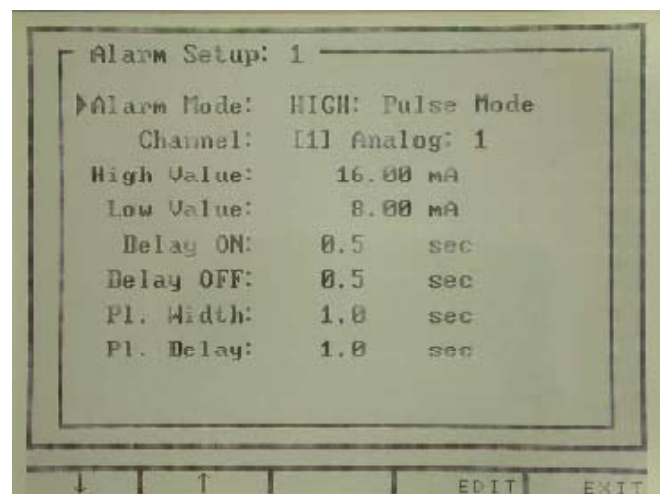 Alarm Setup: 1
Alarm Mode: HIGH: Pulse Mode
Channel: [1] Analog: 1
High Value: 16.00 mA
Low Value: 8.00 mA
Delay ON: 0.5 sec
Delay OFF: 0.5 sec
Pl. Width: 1.0 sec
Pl. Delay: 1.0 sec
↓ ↑ EDIT EXIT